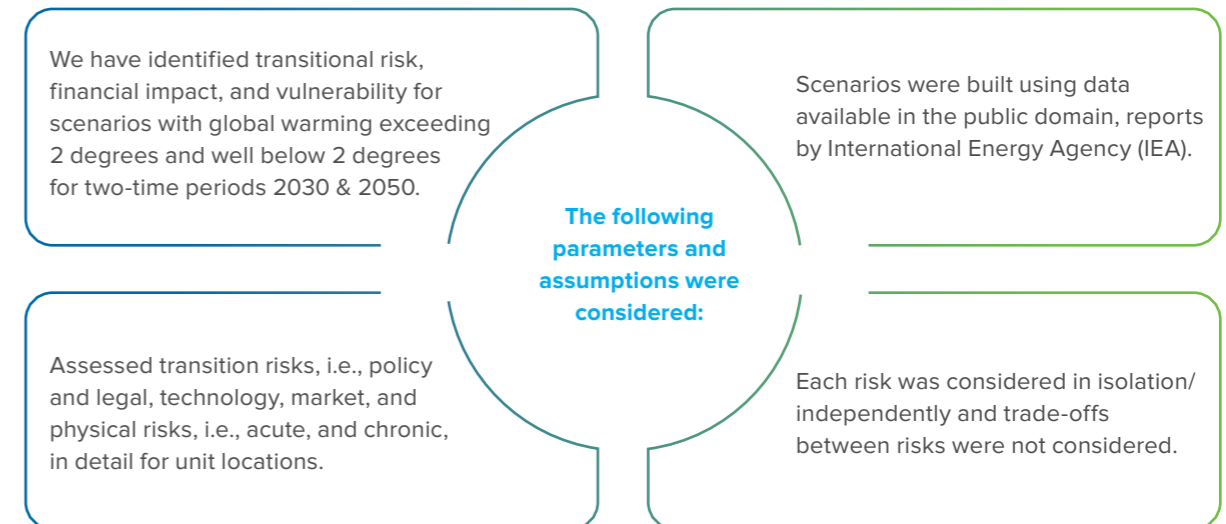 We have identified transitional risk,
financial impact, and vulnerability for
scenarios with global warming exceeding
2 degrees and well below 2 degrees
for two-time periods 2030 & 2050.
Scenarios were built using data
available in the public domain, reports
by International Energy Agency (IEA).
The following
parameters and
assumptions were
considered:
Assessed transition risks, i.e., policy
and legal, technology, market, and
physical risks, i.e., acute, and chronic,
in detail for unit locations.
Each risk was considered in isolation/
independently and trade-offs
between risks were not considered.